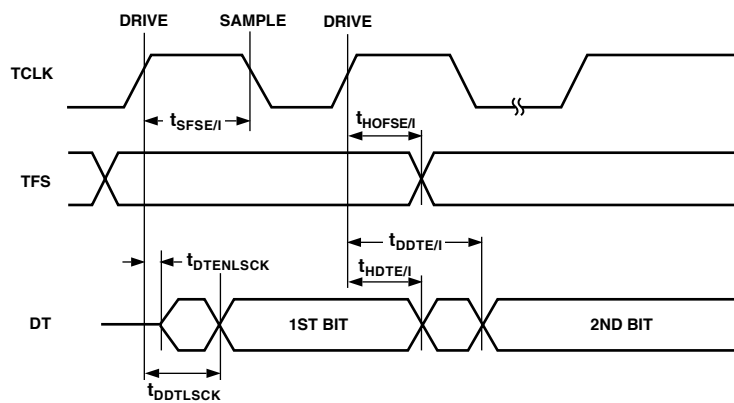 DRIVE SAMPLE DRIVE
TCLK
tSFSE/I
tHOFSE/I
TFS
tDDTE/I
tDTENLSCK
tHDTE/I
DT
1ST BIT
2ND BIT
tDDTLSCK